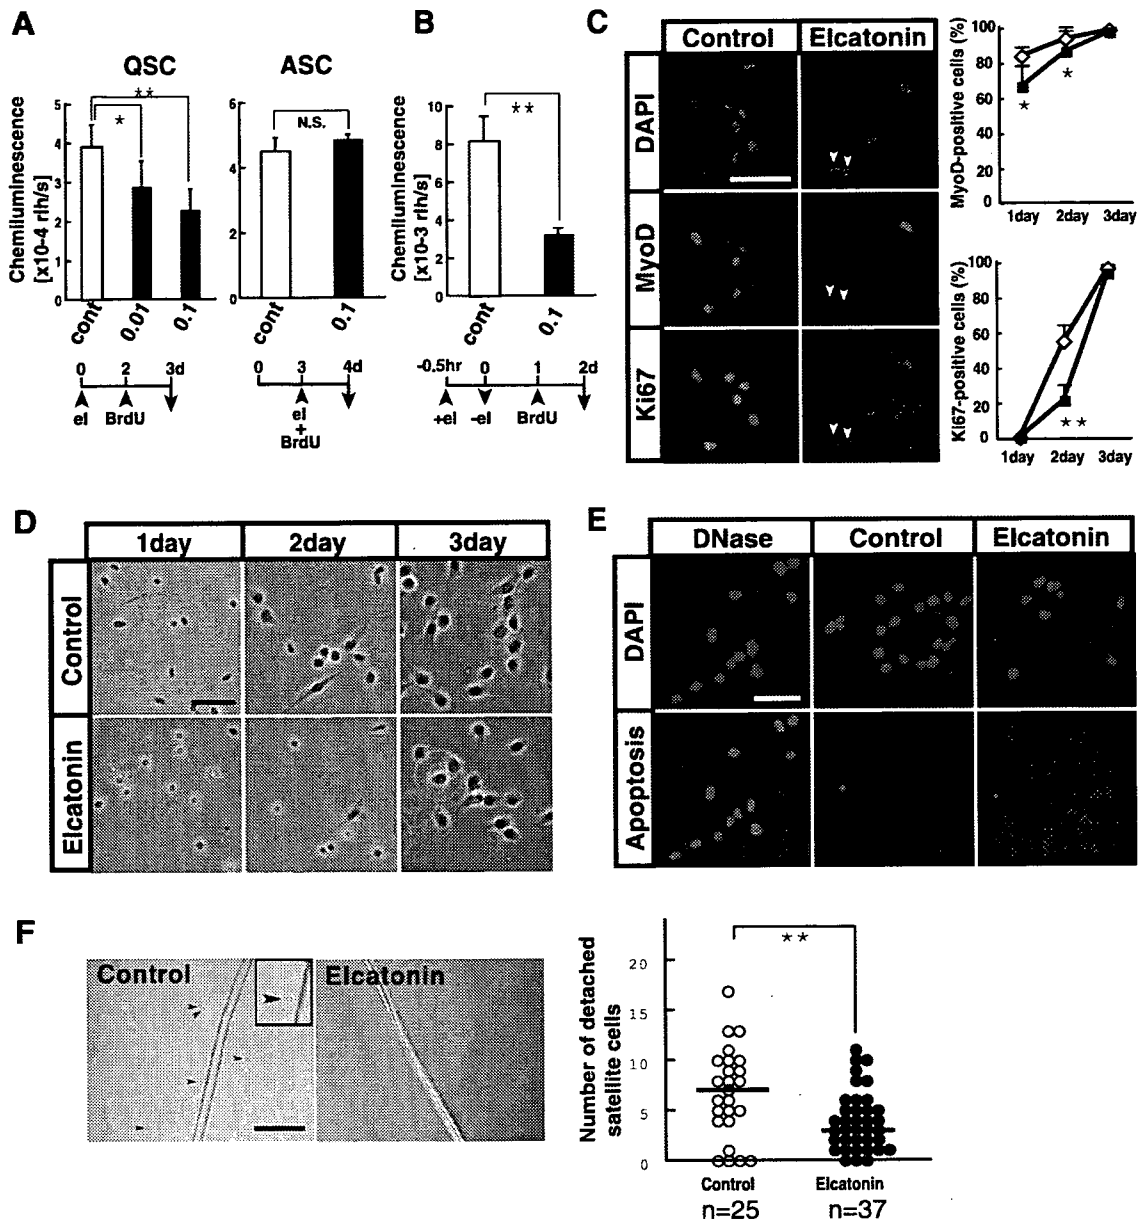 A
QSC
ASC
Chemiluminescence
[x10-4 rlh/s]
5
4
3
2
1
0
**
*
cont
0.01
0.1
6
4
2
0
N.S.
cont
0.1
0
2
3d
el
BrdU
0
3
4d
el
+
BrdU
B
Chemiluminescence
[x10-3 rlh/s]
10
8
6
4
2
0
**
cont
0.1
-0.5hr
0
1
2d
+el
-el
BrdU
C
Control
Elcatonin
DAPI
MyoD
Ki67
MyoD-positive cells (%)
100
80
60
40
20
0
*
*
1day
2day
3day
Ki67-positive cells (%)
100
80
60
40
20
0
**
1day
2day
3day
D
1day
2day
3day
Control
Elcatonin
E
DNase
Control
Elcatonin
DAPI
Apoptosis
F
Control
Elcatonin
Number of detached
satellite cells
20
15
10
5
0
**
Control
Elcatonin
n=25
n=37